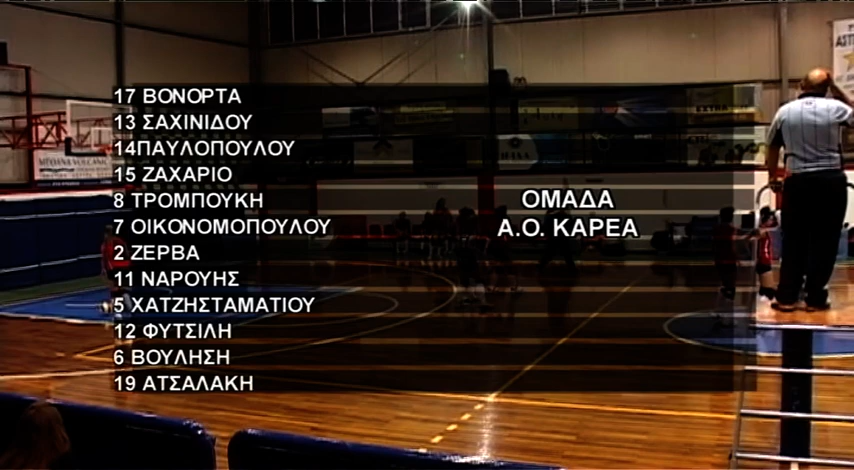 17 ΒΟΝΟΡΤΑ
13 ΣΑΧΙΝΙΔΟΥ
14ΠΑΥΛΟΠΟΥΛΟΥ
15 ΖΑΧΑΡΙΟ
8 ΤΡΟΜΠΟΥΚΗ
7 ΟΙΚΟΝΟΜΟΠΟΥΛΟΥ
2 ΖΕΡΒΑ
11 ΝΑΡΟΥΗΣ
5 ΧΑΤΖΗΣΤΑΜΑΤΙΟΥ
12 ΦΥΤΣΙΛΗ
6 ΒΟΥΛΗΣΗ
19 ΑΤΣΑΛΑΚΗ
ΟΜΑΔΑ
Α.Ο. ΚΑΡΕΑ
EXTRA